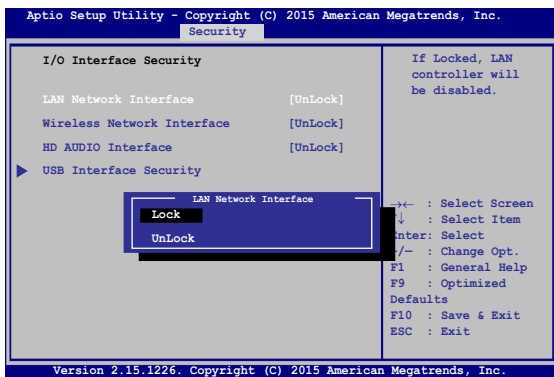 Aptio Setup Utility - Copyright (C) 2015 American Megatrends, Inc.
Security
I/O Interface Security
LAN Network Interface [UnLock]
Wireless Network Interface [UnLock]
HD AUDIO Interface [UnLock]
USB Interface Security
If Locked, LAN
controller will
be disabled.
LAN Network Interface
Lock
UnLock
→← : Select Screen
↓ : Select Item
nter: Select
/— : Change Opt.
F1 : General Help
F9 : Optimized
Defaults
F10 : Save & Exit
ESC : Exit
Version 2.15.1226. Copyright (C) 2015 American Megatrends, Inc.